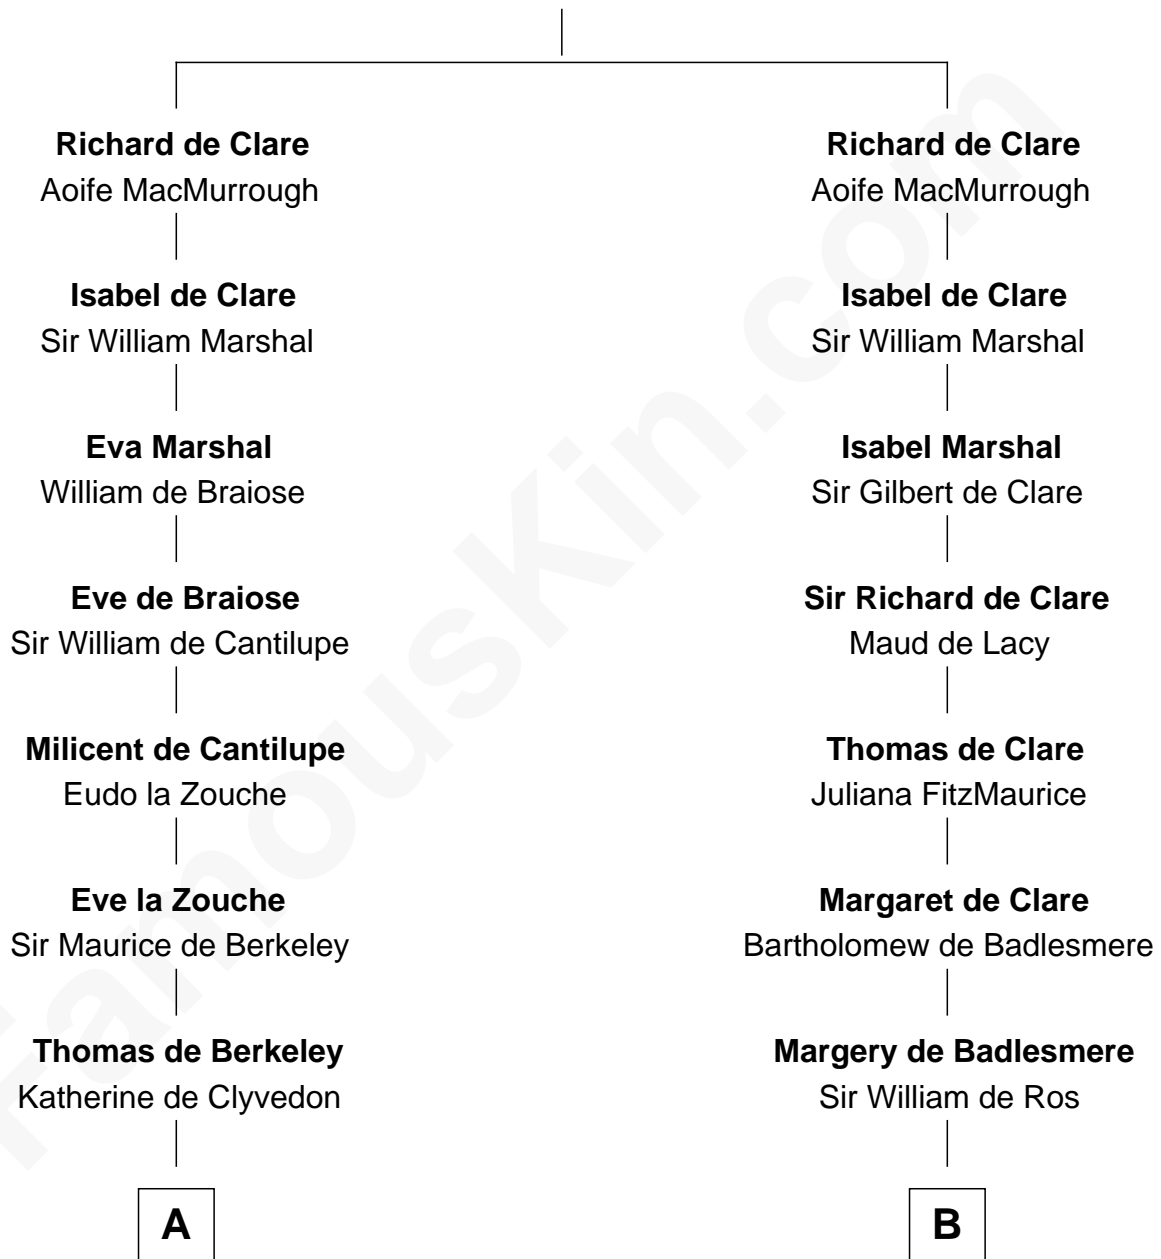 Richard de Clare
Aoife MacMurrough
Isabel de Clare
Sir William Marshal
Eva Marshal
William de Braiose
Eve de Braiose
Sir William de Cantilupe
Milicent de Cantilupe
Eudo la Zouche
Eve la Zouche
Sir Maurice de Berkeley
Thomas de Berkeley
Katherine de Clyvedon
A
Richard de Clare
Aoife MacMurrough
Isabel de Clare
Sir William Marshal
Isabel Marshal
Sir Gilbert de Clare
Sir Richard de Clare
Maud de Lacy
Thomas de Clare
Juliana FitzMaurice
Margaret de Clare
Bartholomew de Badlesmere
Margery de Badlesmere
Sir William de Ros
B
FamousKin.com